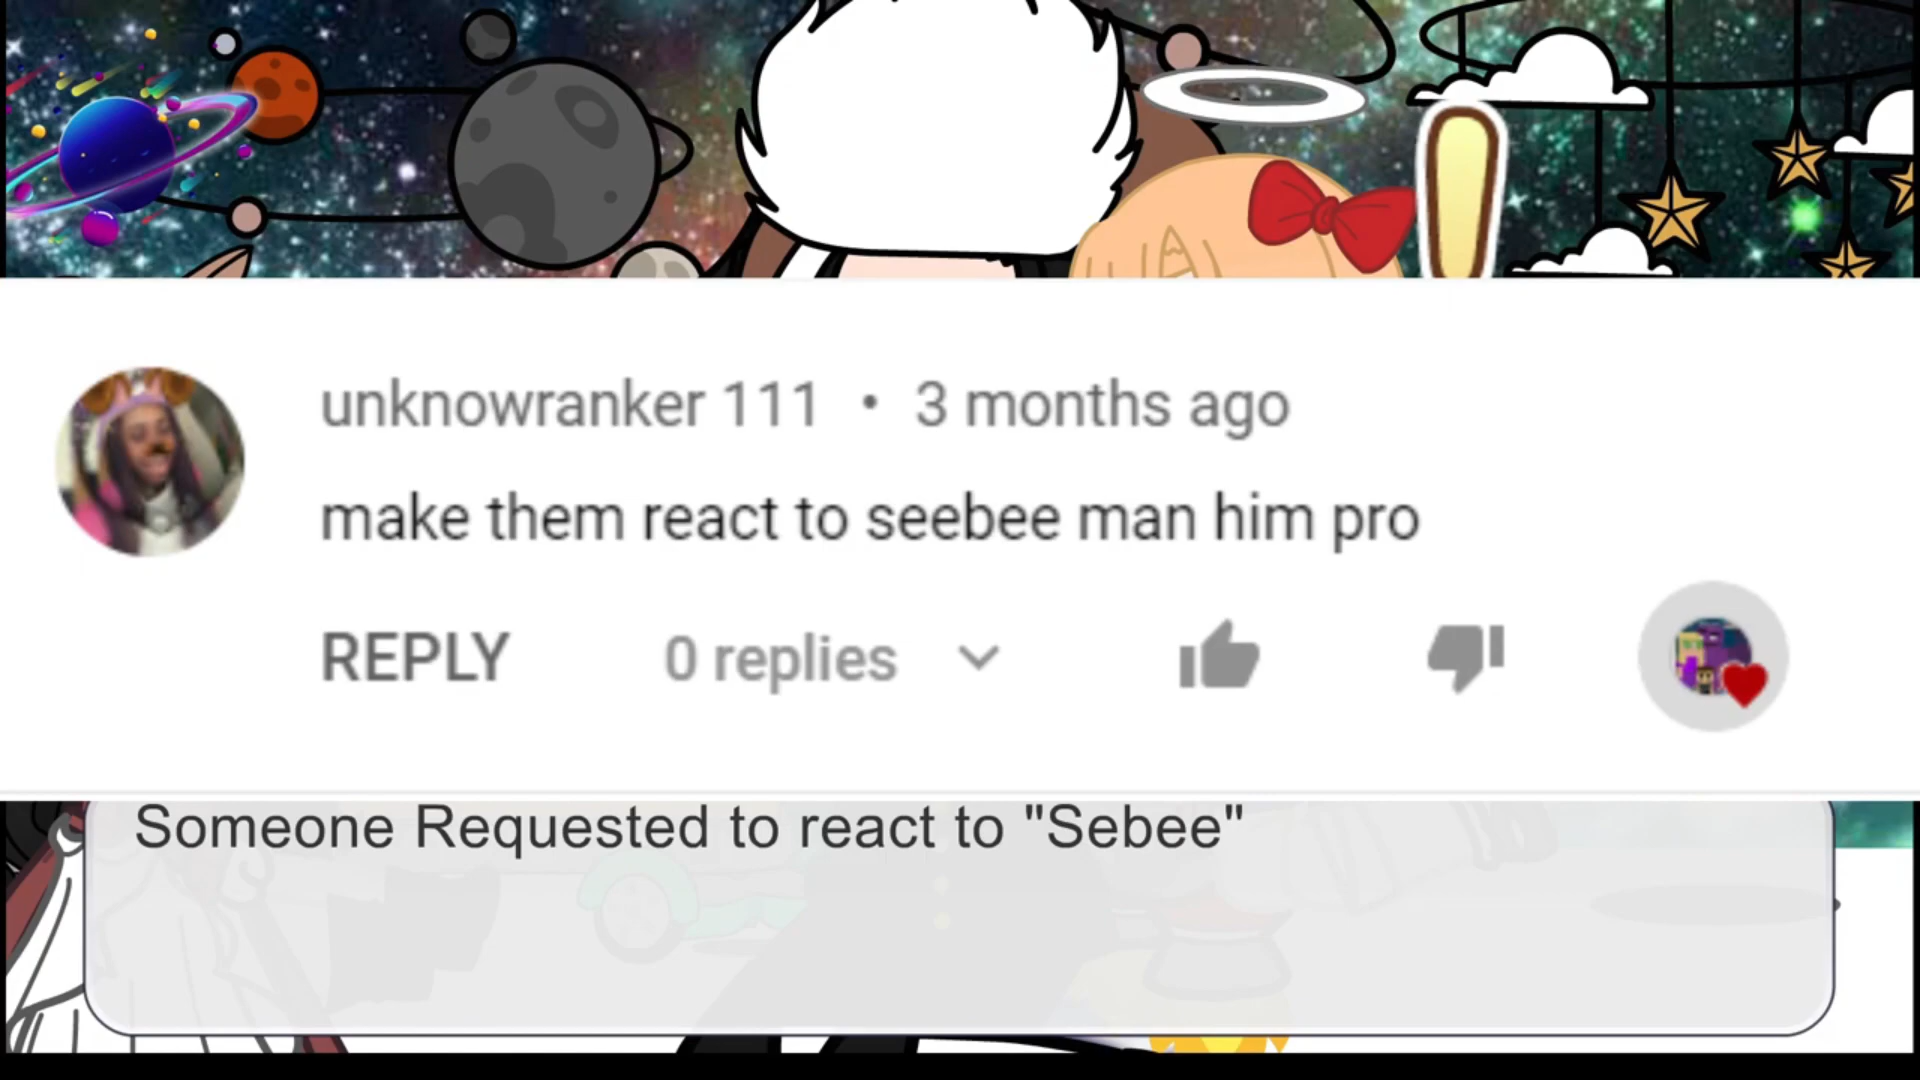 unknowranker 111 • 3 months ago
make them react to seebee man him pro
REPLY 0 replies
Someone Requested to react to "Sebee"